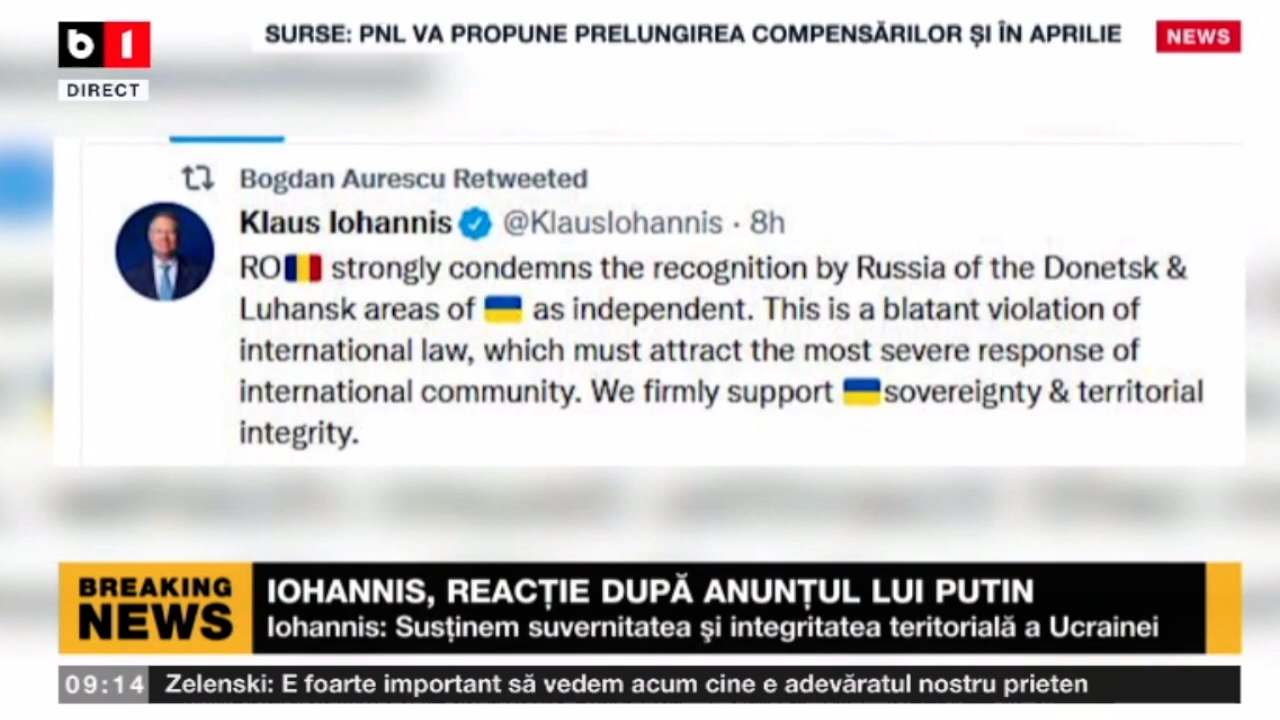 b1
SURSE: PNL VA PROPUNE PRELUNGIREA COMPENSĂRILOR ȘI ÎN APRILIE
NEWS
DIRECT
Bogdan Aurescu Retweeted
Klaus Iohannis @KlausIohannis · 8h
RO🇷🇴 strongly condemns the recognition by Russia of the Donetsk &
Luhansk areas of 🇺🇦 as independent. This is a blatant violation of
international law, which must attract the most severe response of
international community. We firmly support 🇺🇦sovereignty & territorial
integrity.
BREAKING
NEWS
IOHANNIS, REACȚIE DUPĂ ANUNȚUL LUI PUTIN
Iohannis: Susținem suvernitatea și integritatea teritorială a Ucrainei
09:14 Zelenski: E foarte important să vedem acum cine e adevăratul nostru prieten